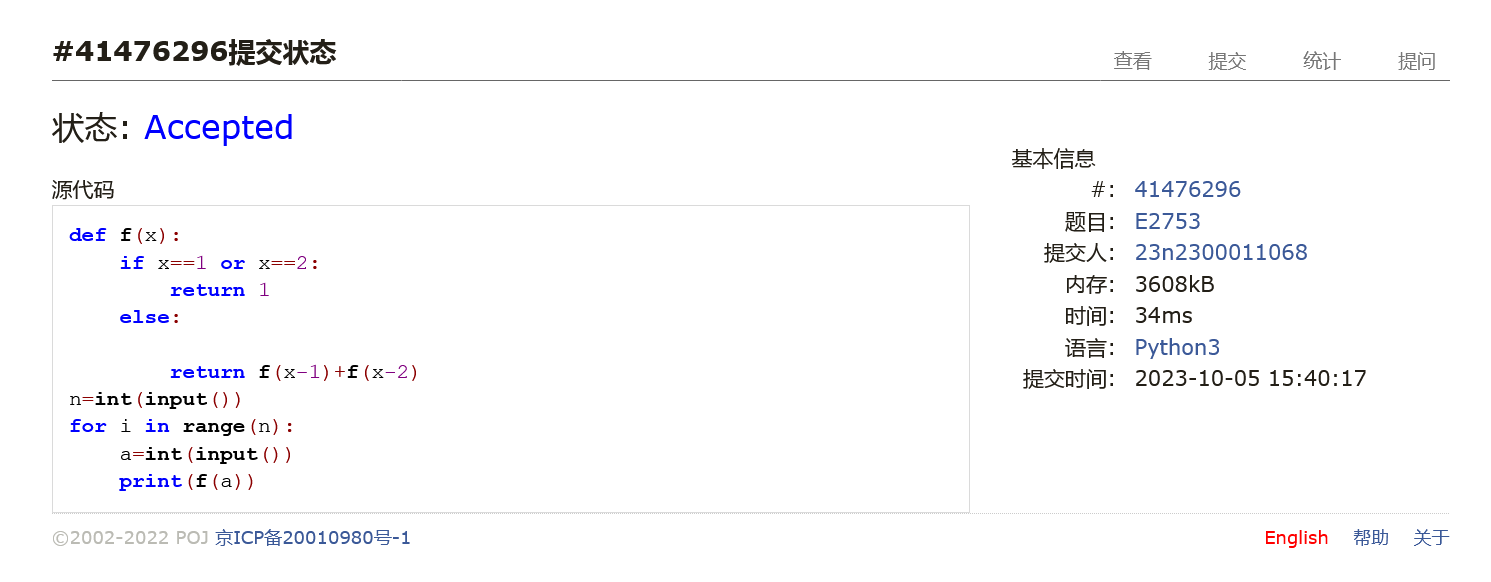 #41476296提交状态
查看 提交 统计 提问
状态: Accepted
源代码
def f(x):
    if x==1 or x==2:
        return 1
    else:

        return f(x-1)+f(x-2)
n=int(input())
for i in range(n):
    a=int(input())
    print(f(a))
基本信息
#: 41476296
题目: E2753
提交人: 23n2300011068
内存: 3608kB
时间: 34ms
语言: Python3
提交时间: 2023-10-05 15:40:17
©2002-2022 POJ 京ICP备20010980号-1
English 帮助 关于